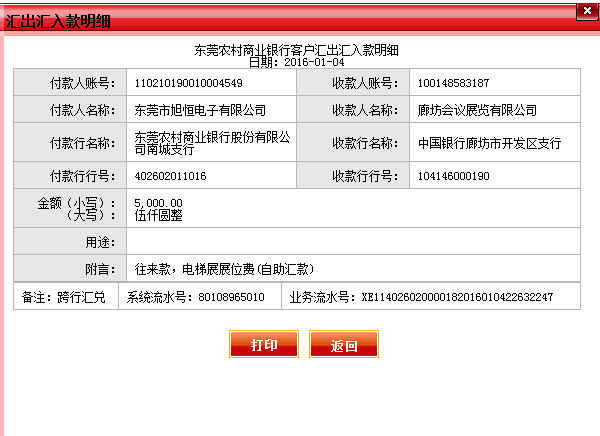 汇出汇入款明细
东莞农村商业银行客户汇出汇入款明细
日期：2016-01-04
付款人账号： 110210190010004549 收款人账号： 100148583187
付款人名称： 东莞市旭恒电子有限公司 收款人名称： 廊坊会议展览有限公司
付款行名称： 东莞农村商业银行股份有限公司南城支行 收款行名称： 中国银行廊坊市开发区支行
付款行行号： 402602011016 收款行行号： 104146000190
金额（小写）： 5,000.00
（大写）： 伍仟圆整
用途：
附言： 往来款，电梯展展位费(自助汇款）
备注：跨行汇兑 系统流水号：80108965010 业务流水号：XE114026020000182016010422632247
打印 返回